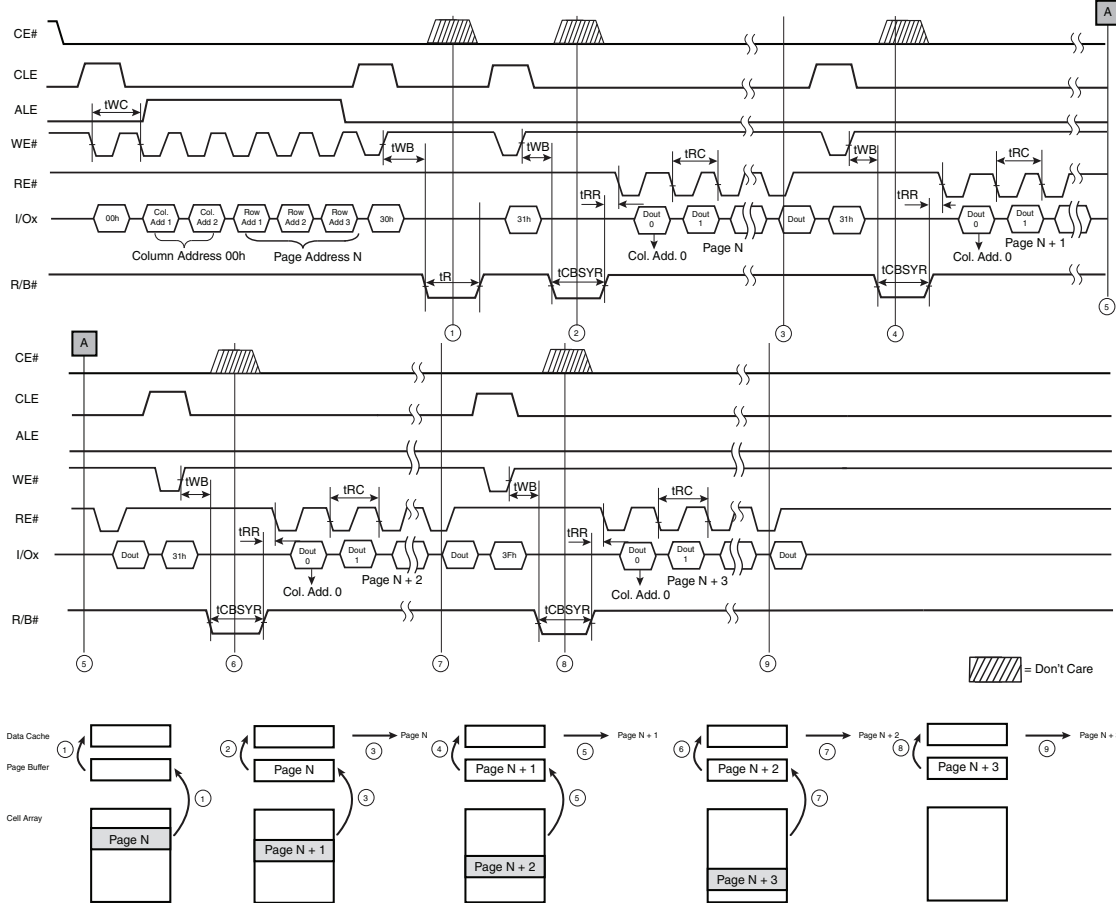 A
CE#
CLE
ALE
tWC
WE#
tWB
tWB
tWB
RE#
tRR
tRC
tRR
tRC
I/Ox
00h
Col. Add 1
Col. Add 2
Row Add 1
Row Add 2
Row Add 3
30h
31h
Dout 0
Dout 1
Dout
31h
Dout 0
Dout 1
Column Address 00h
Page Address N
Col. Add. 0
Page N
Col. Add. 0
Page N + 1
R/B#
tR
tCBSYR
tCBSYR
1
2
3
4
5
A
CE#
CLE
ALE
WE#
tWB
tWB
RE#
tRR
tRC
tRR
tRC
I/Ox
Dout
31h
Dout 0
Dout 1
Dout
3Fh
Dout 0
Dout 1
Dout
Col. Add. 0
Page N + 2
Col. Add. 0
Page N + 3
R/B#
tCBSYR
tCBSYR
5
6
7
8
9
= Don't Care
Data Cache
1
2
3
Page N
4
5
Page N + 1
6
7
Page N + 2
8
9
Page N +
Page Buffer
Page N
Page N + 1
Page N + 2
Page N + 3
1
3
5
7
Cell Array
Page N
Page N + 1
Page N + 2
Page N + 3